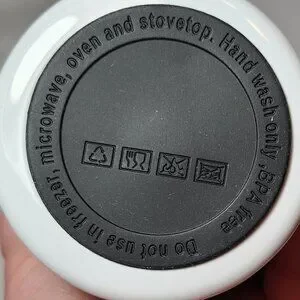 Do not use in freezer, microwave, oven and stovetop. Hand wash only ,BPA free